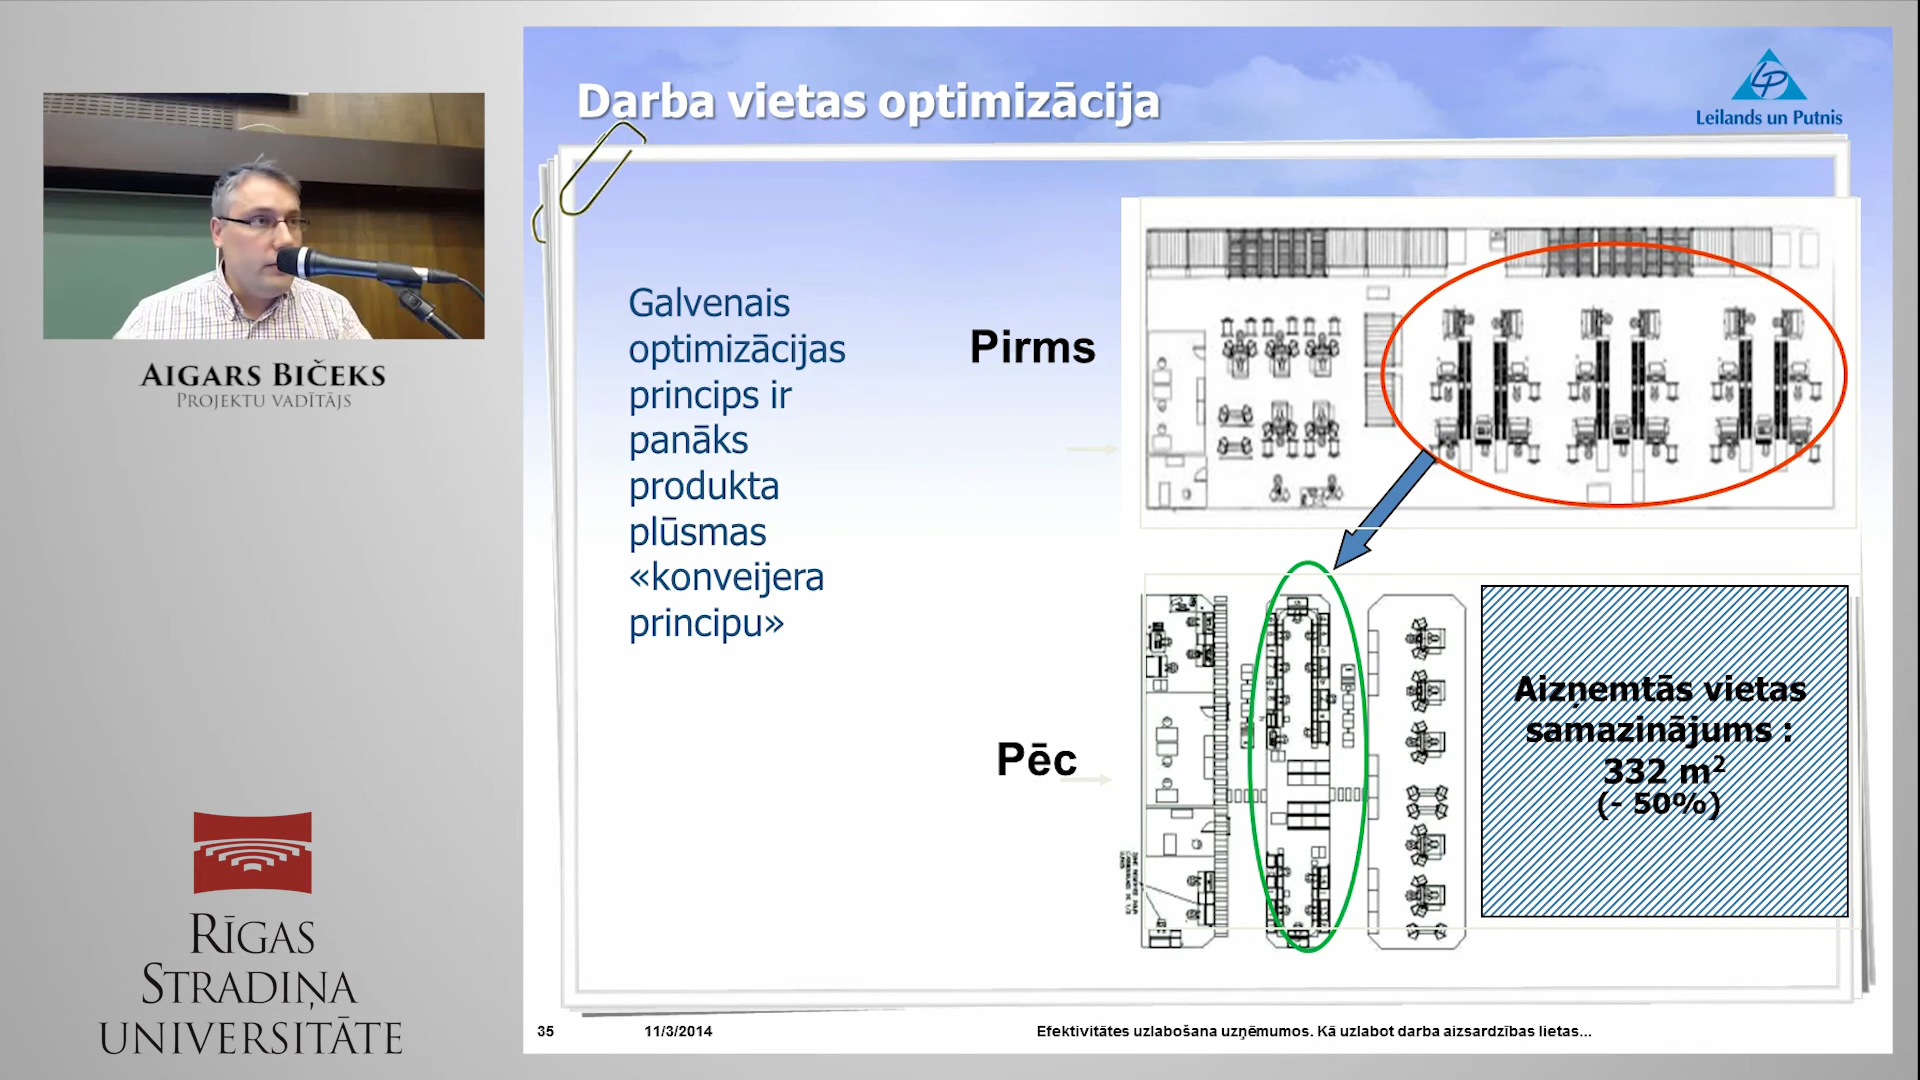 Darba vietas optimizācija
Leilands un Putnis
Galvenais
optimizācijas
princips ir
panāks
produkta
plūsmas
«konveijera
principu»
Pirms
Pēc
Aizņemtās vietas
samazinājums :
332 m²
(- 50%)
35
11/3/2014
Efektivitātes uzlabošana uzņēmumos. Kā uzlabot darba aizsardzības lietas...
AIGARS BIČEKS
PROJEKTU VADĪTĀJS
RĪGAS
STRADIŅA
UNIVERSITĀTE